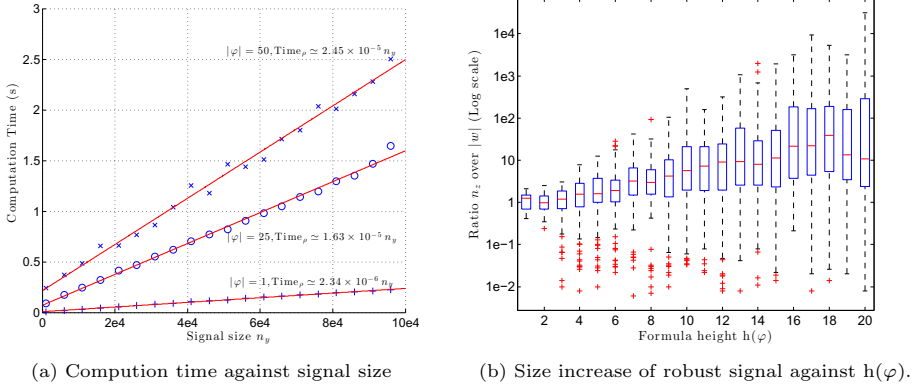 3
2.5
2
1.5
1
0.5
0
Computation Time (s)
|φ| = 50, Time_ρ ≃ 2.45 × 10^−5 n_y
|φ| = 25, Time_ρ ≃ 1.63 × 10^−5 n_y
|φ| = 1, Time_ρ ≃ 2.34 × 10^−6 n_y
0 2e4 4e4 6e4 8e4 10e4
Signal size n_y
(a) Compution time against signal size
Ratio n_z over |w| (Log scale)
1e4
1e3
1e2
10
1
1e−1
1e−2
2 4 6 8 10 12 14 16 18 20
Formula height h(φ)
(b) Size increase of robust signal against h(φ).